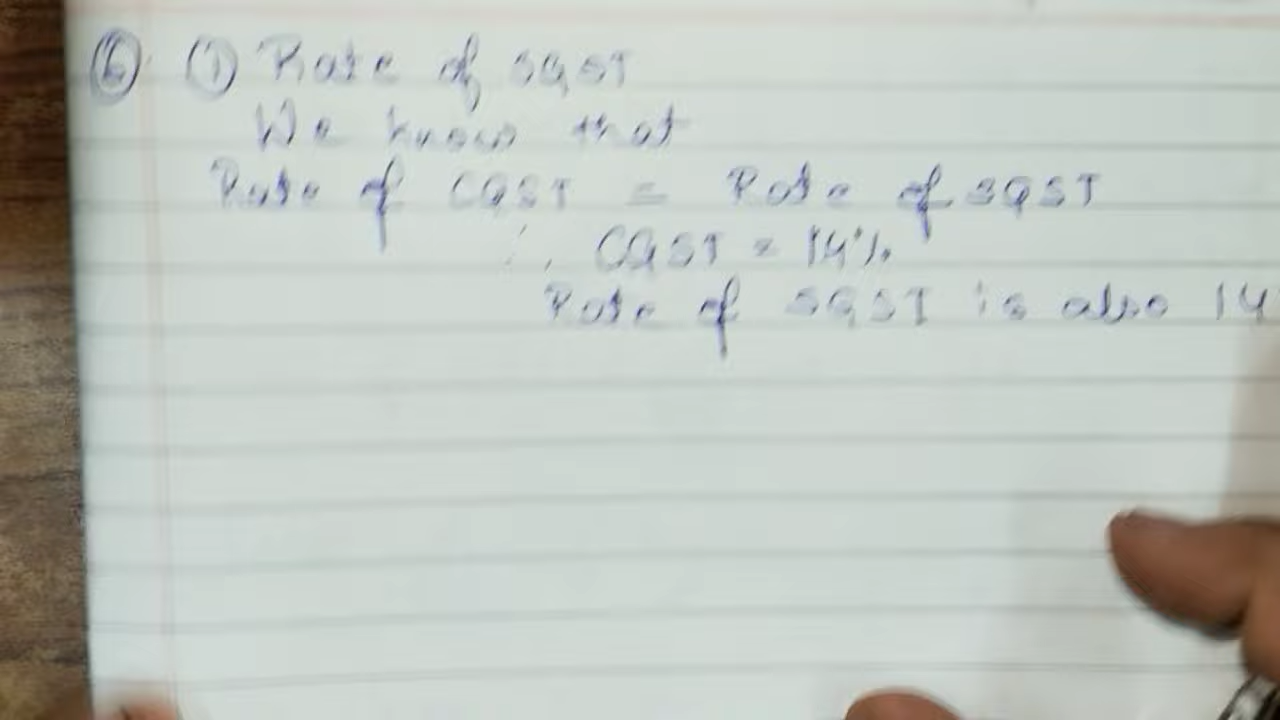 6 (1) Rate of SGST
We know that
Rate of CGST = Rate of SGST
∴ CGST = 14%
Rate of SGST is also 14